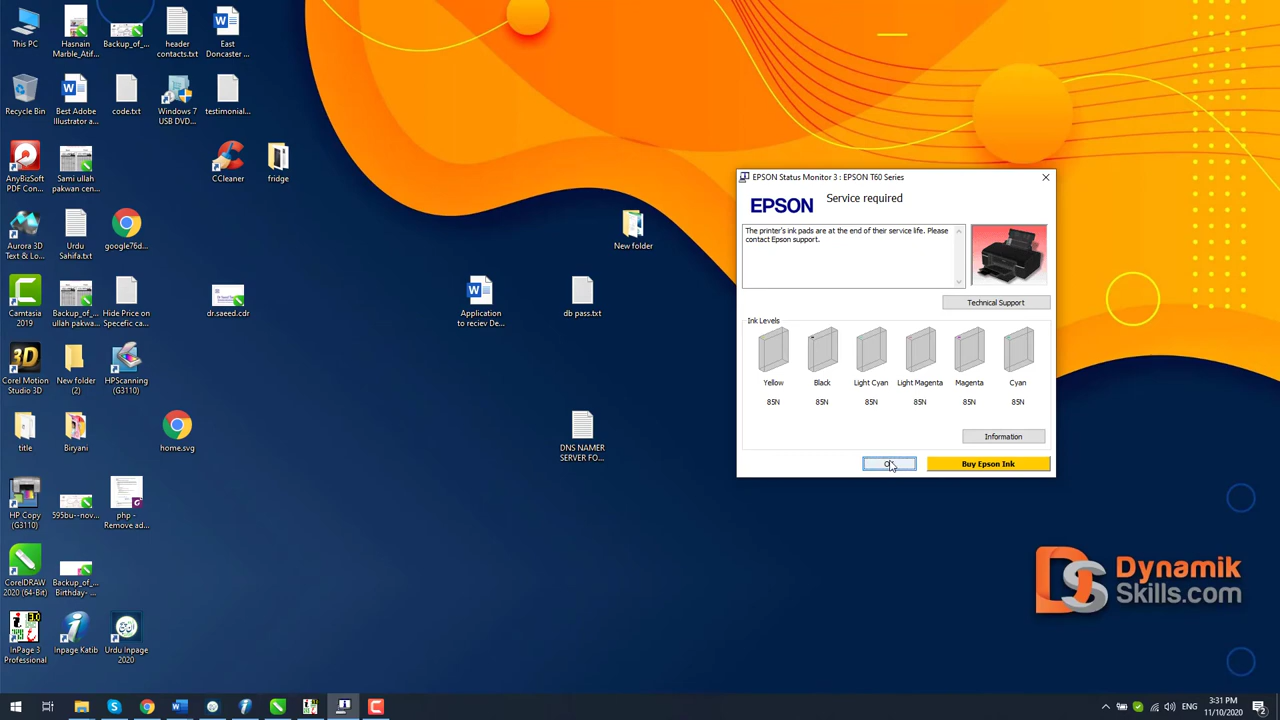 This PC
Hasnain
Marble_Atif...
Backup_of_...
header
contacts.txt
East
Doncaster ...
Recycle Bin
Best Adobe
Illustrator a...
code.txt
Windows 7
USB DVD...
testimonial...
AnyBizSoft
PDF Con...
Sami ullah
pakwan cen...
CCleaner
fridge
Aurora 3D
Text & Lo...
Urdu
Sahifa.txt
google76d...
New folder
Camtasia
2019
Backup_of_...
ullah pakwa...
Hide Price on
Specefic ca...
dr.saeed.cdr
Application
to reciev De...
db pass.txt
Corel Motion
Studio 3D
New folder
(2)
HPScanning
(G3110)
title
Biryani
home.svg
DNS NAMER
SERVER FO...
HP Copy
(G3110)
595bu--nov...
php -
Remove ad...
CorelDRAW
2020 (64-Bit)
Backup_of_...
Birthday- ...
InPage 3
Professional
Inpage Katib
Urdu Inpage
2020
EPSON Status Monitor 3 : EPSON T60 Series
EPSON
Service required
The printer's ink pads are at the end of their service life. Please
contact Epson support.
Technical Support
Ink Levels
Yellow
Black
Light Cyan
Light Magenta
Magenta
Cyan
85N
85N
85N
85N
85N
85N
Information
Buy Epson Ink
Dynamik
Skills.com
ENG
3:31 PM
11/10/2020